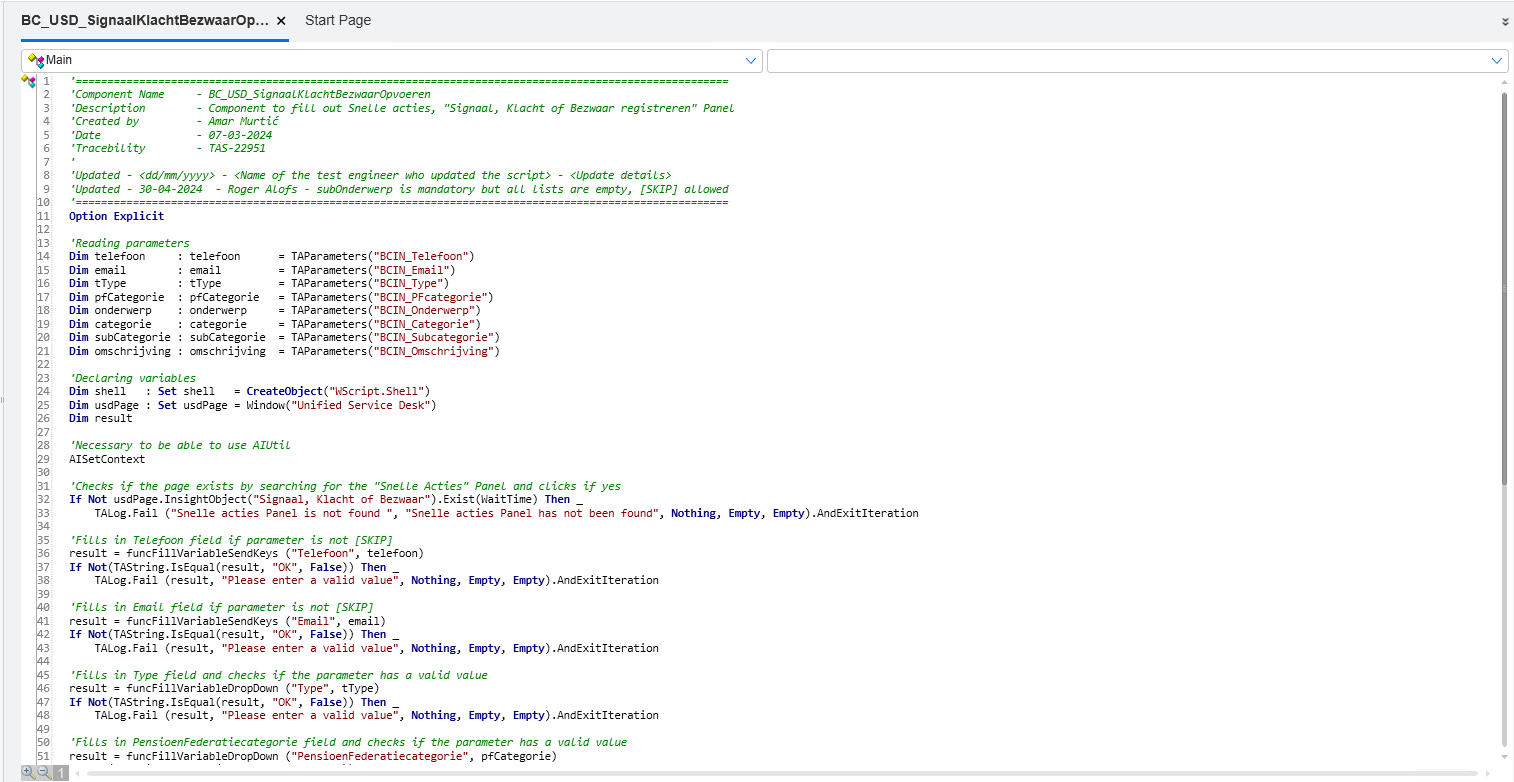 BC_USD_SignaalKlachtBezwaarOp... × Start Page
Main
1 '=======================================================================================================
2 'Component Name - BC_USD_SignaalKlachtBezwaarOpvoeren
3 'Description - Component to fill out Snelle acties, "Signaal, Klacht of Bezwaar registreren" Panel
4 'Created by - Amar Murtić
5 'Date - 07-03-2024
6 'Tracebility - TAS-22951
7 '
8 'Updated - <dd/mm/yyyy> - <Name of the test engineer who updated the script> - <Update details>
9 'Updated - 30-04-2024 - Roger Alofs - subOnderwerp is mandatory but all lists are empty, [SKIP] allowed
10 '=======================================================================================================
11 Option Explicit
12
13 'Reading parameters
14 Dim telefoon : telefoon = TAParameters("BCIN_Telefoon")
15 Dim email : email = TAParameters("BCIN_Email")
16 Dim tType : tType = TAParameters("BCIN_Type")
17 Dim pfCategorie : pfCategorie = TAParameters("BCIN_PFcategorie")
18 Dim onderwerp : onderwerp = TAParameters("BCIN_Onderwerp")
19 Dim categorie : categorie = TAParameters("BCIN_Categorie")
20 Dim subCategorie : subCategorie = TAParameters("BCIN_Subcategorie")
21 Dim omschrijving : omschrijving = TAParameters("BCIN_Omschrijving")
22
23 'Declaring variables
24 Dim shell : Set shell = CreateObject("WScript.Shell")
25 Dim usdPage : Set usdPage = Window("Unified Service Desk")
26 Dim result
27
28 'Necessary to be able to use AIUtil
29 AISetContext
30
31 'Checks if the page exists by searching for the "Snelle Acties" Panel and clicks if yes
32 If Not usdPage.InsightObject("Signaal, Klacht of Bezwaar").Exist(WaitTime) Then _
33 TALog.Fail ("Snelle acties Panel is not found ", "Snelle acties Panel has not been found", Nothing, Empty, Empty).AndExitIteration
34
35 'Fills in Telefoon field if parameter is not [SKIP]
36 result = funcFillVariableSendKeys ("Telefoon", telefoon)
37 If Not(TAString.IsEqual(result, "OK", False)) Then _
38 TALog.Fail (result, "Please enter a valid value", Nothing, Empty, Empty).AndExitIteration
39
40 'Fills in Email field if parameter is not [SKIP]
41 result = funcFillVariableSendKeys ("Email", email)
42 If Not(TAString.IsEqual(result, "OK", False)) Then _
43 TALog.Fail (result, "Please enter a valid value", Nothing, Empty, Empty).AndExitIteration
44
45 'Fills in Type field and checks if the parameter has a valid value
46 result = funcFillVariableDropDown ("Type", tType)
47 If Not(TAString.IsEqual(result, "OK", False)) Then _
48 TALog.Fail (result, "Please enter a valid value", Nothing, Empty, Empty).AndExitIteration
49
50 'Fills in PensioenFederatiecategorie field and checks if the parameter has a valid value
51 result = funcFillVariableDropDown ("PensioenFederatiecategorie", pfCategorie)
1